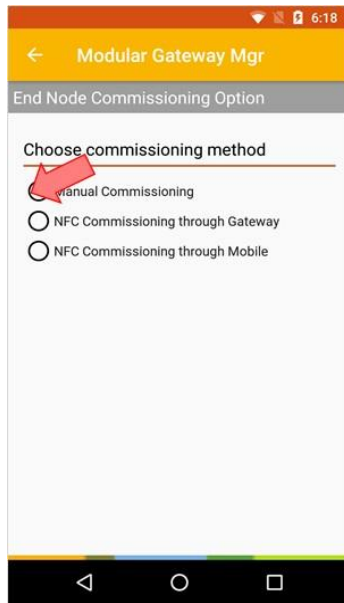 6:18
Modular Gateway Mgr
End Node Commissioning Option
Choose commissioning method
Manual Commissioning
NFC Commissioning through Gateway
NFC Commissioning through Mobile